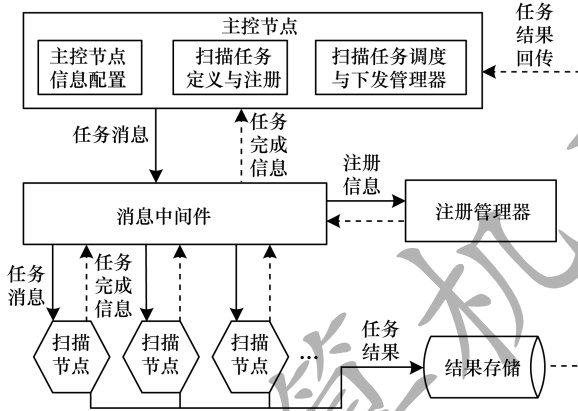 主控节点
主控节点
信息配置
扫描任务
定义与注册
扫描任务调度
与下发管理器
任务
结果
回传
任务消息
任务
完成
信息
消息中间件
注册
信息
注册管理器
任务
消息
任务
完成
信息
扫描
节点
扫描
节点
扫描
节点
...
任务
结果
结果存储
算机